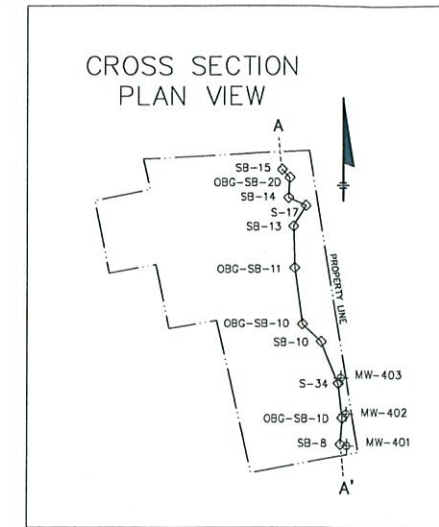 CROSS SECTION
PLAN VIEW
A
SB-15
OBG-SB-2D
SB-14
S-17
SB-13
OBG-SB-11
PROPERTY LINE
OBG-SB-10
SB-10
MW-403
S-34
MW-402
OBG-SB-1D
SB-8
MW-401
A'